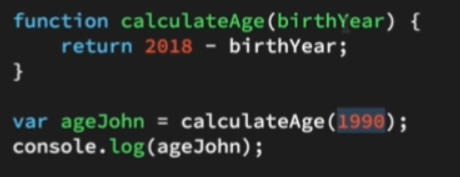 function calculateAge(birthYear) {
    return 2018 - birthYear;
}

var ageJohn = calculateAge(1990);
console.log(ageJohn);